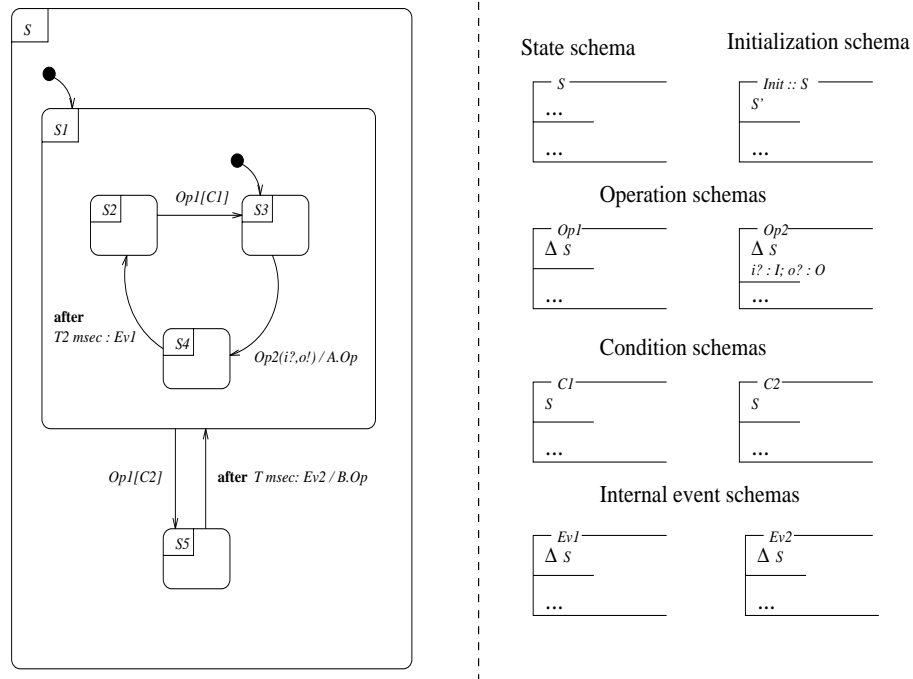 S
S1
S2
Op1[C1]
S3
after
T2 msec : Ev1
S4
Op2(i?,o!) / A.Op
Op1[C2]
after T msec: Ev2 / B.Op
S5
State schema
Initialization schema
S
...
...
Init :: S
S'
...
Operation schemas
Op1
Δ S
...
Op2
Δ S
i? : I; o? : O
...
Condition schemas
C1
S
...
C2
S
...
Internal event schemas
Ev1
Δ S
...
Ev2
Δ S
...